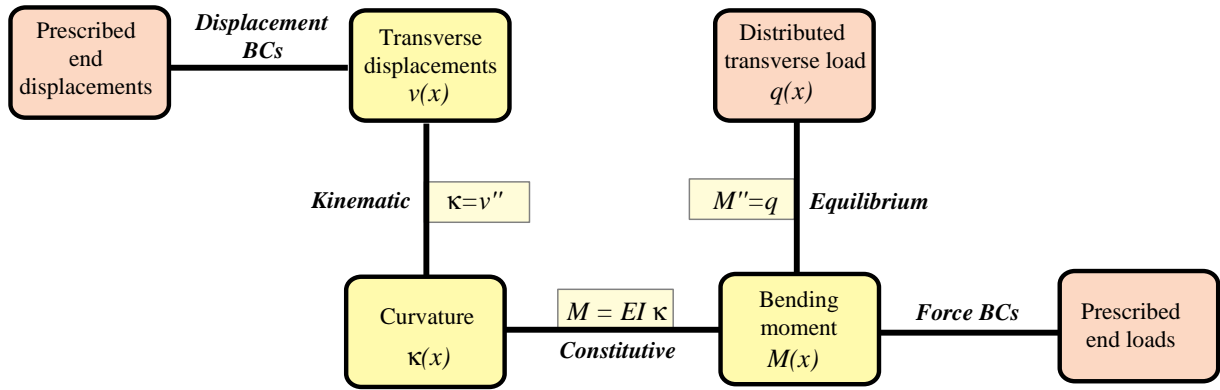 Prescribed
end
displacements
Displacement
BCs
Transverse
displacements
v(x)
Distributed
transverse load
q(x)
Kinematic
κ=v''
M''=q
Equilibrium
Curvature
κ(x)
M = EI κ
Constitutive
Bending
moment
M(x)
Force BCs
Prescribed
end loads